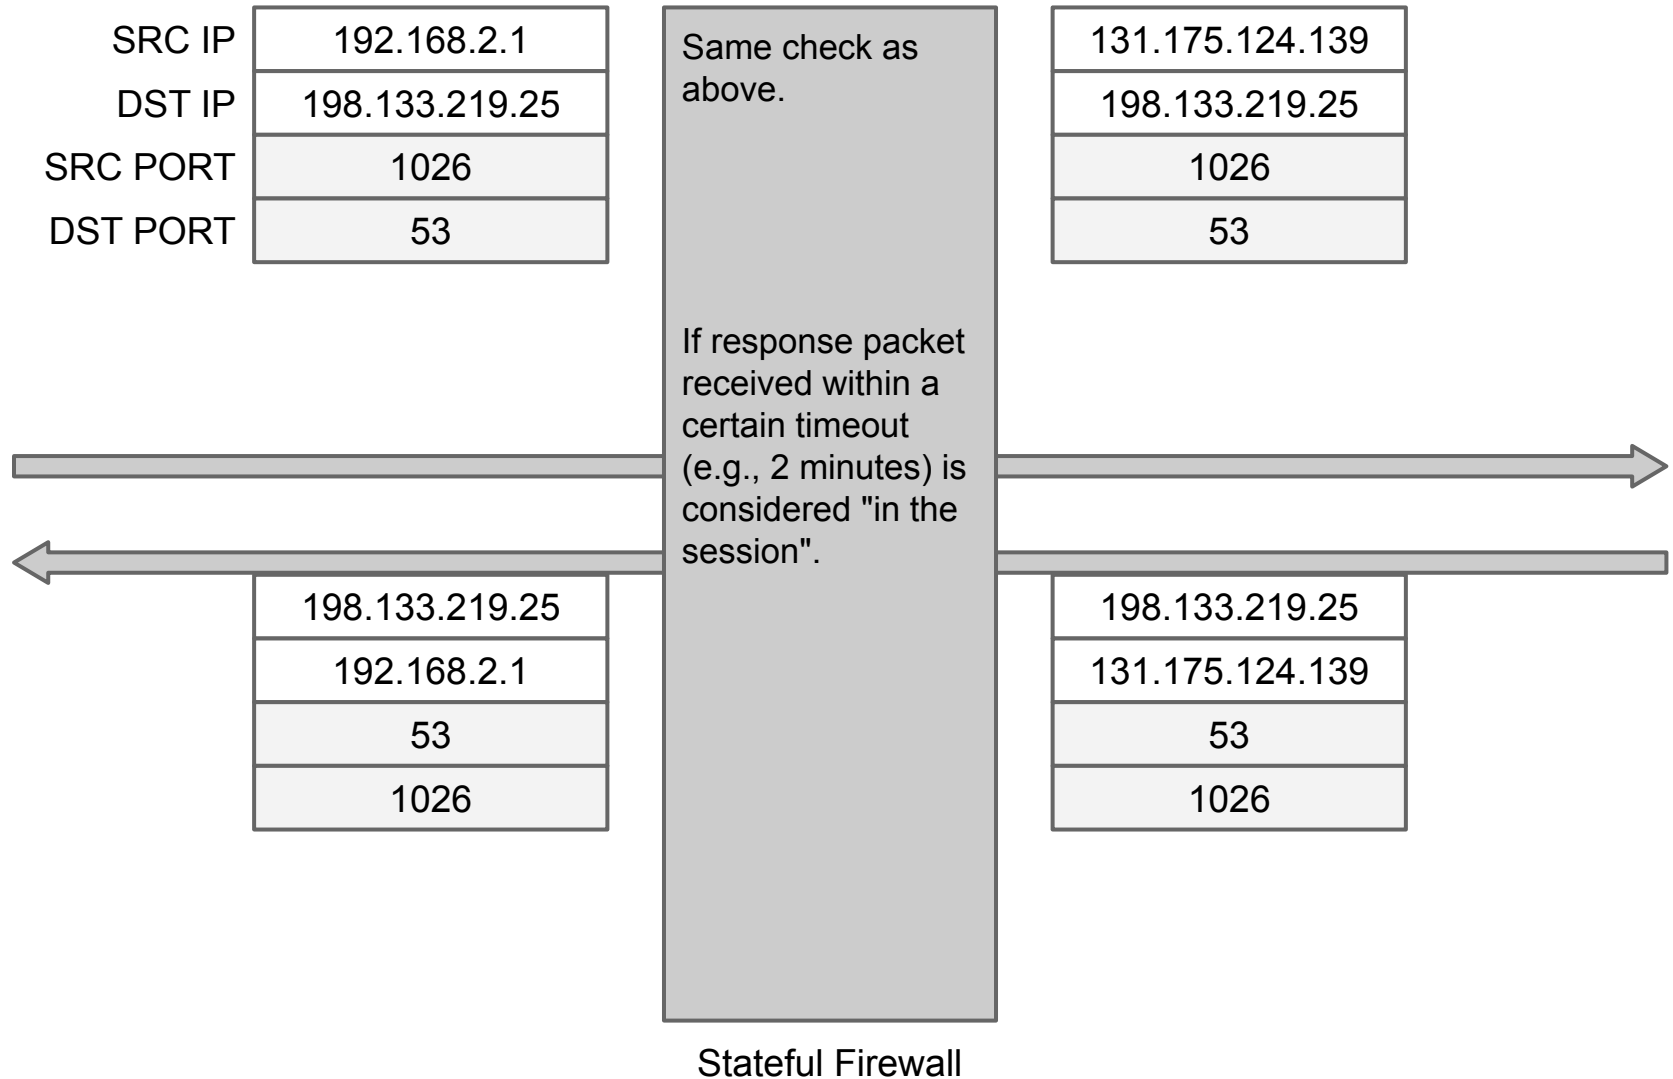 SRC IP 192.168.2.1 131.175.124.139
DST IP 198.133.219.25 198.133.219.25
SRC PORT 1026 1026
DST PORT 53 53
Same check as
above.
If response packet
received within a
certain timeout
(e.g., 2 minutes) is
considered "in the
session".
198.133.219.25 198.133.219.25
192.168.2.1 131.175.124.139
53 53
1026 1026
Stateful Firewall